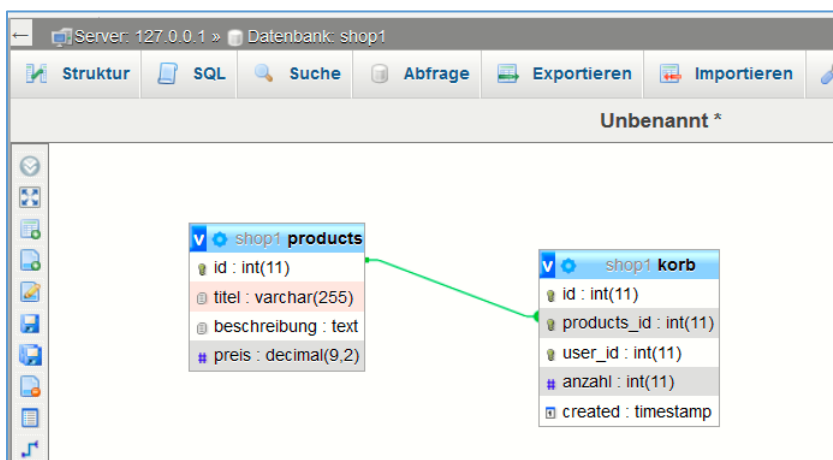 ← Server: 127.0.0.1 » Datenbank: shop1
Struktur SQL Suche Abfrage Exportieren Importieren
Unbenannt *
v shop1 products
id : int(11)
titel : varchar(255)
beschreibung : text
# preis : decimal(9,2)
v shop1 korb
id : int(11)
products_id : int(11)
user_id : int(11)
# anzahl : int(11)
created : timestamp